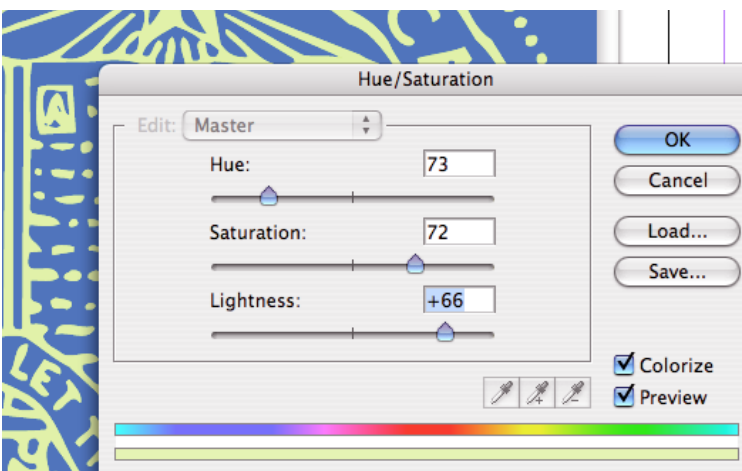 Hue/Saturation
Edit: Master
Hue: 73
Saturation: 72
Lightness: +66
OK
Cancel
Load...
Save...
Colorize
Preview
A
LET